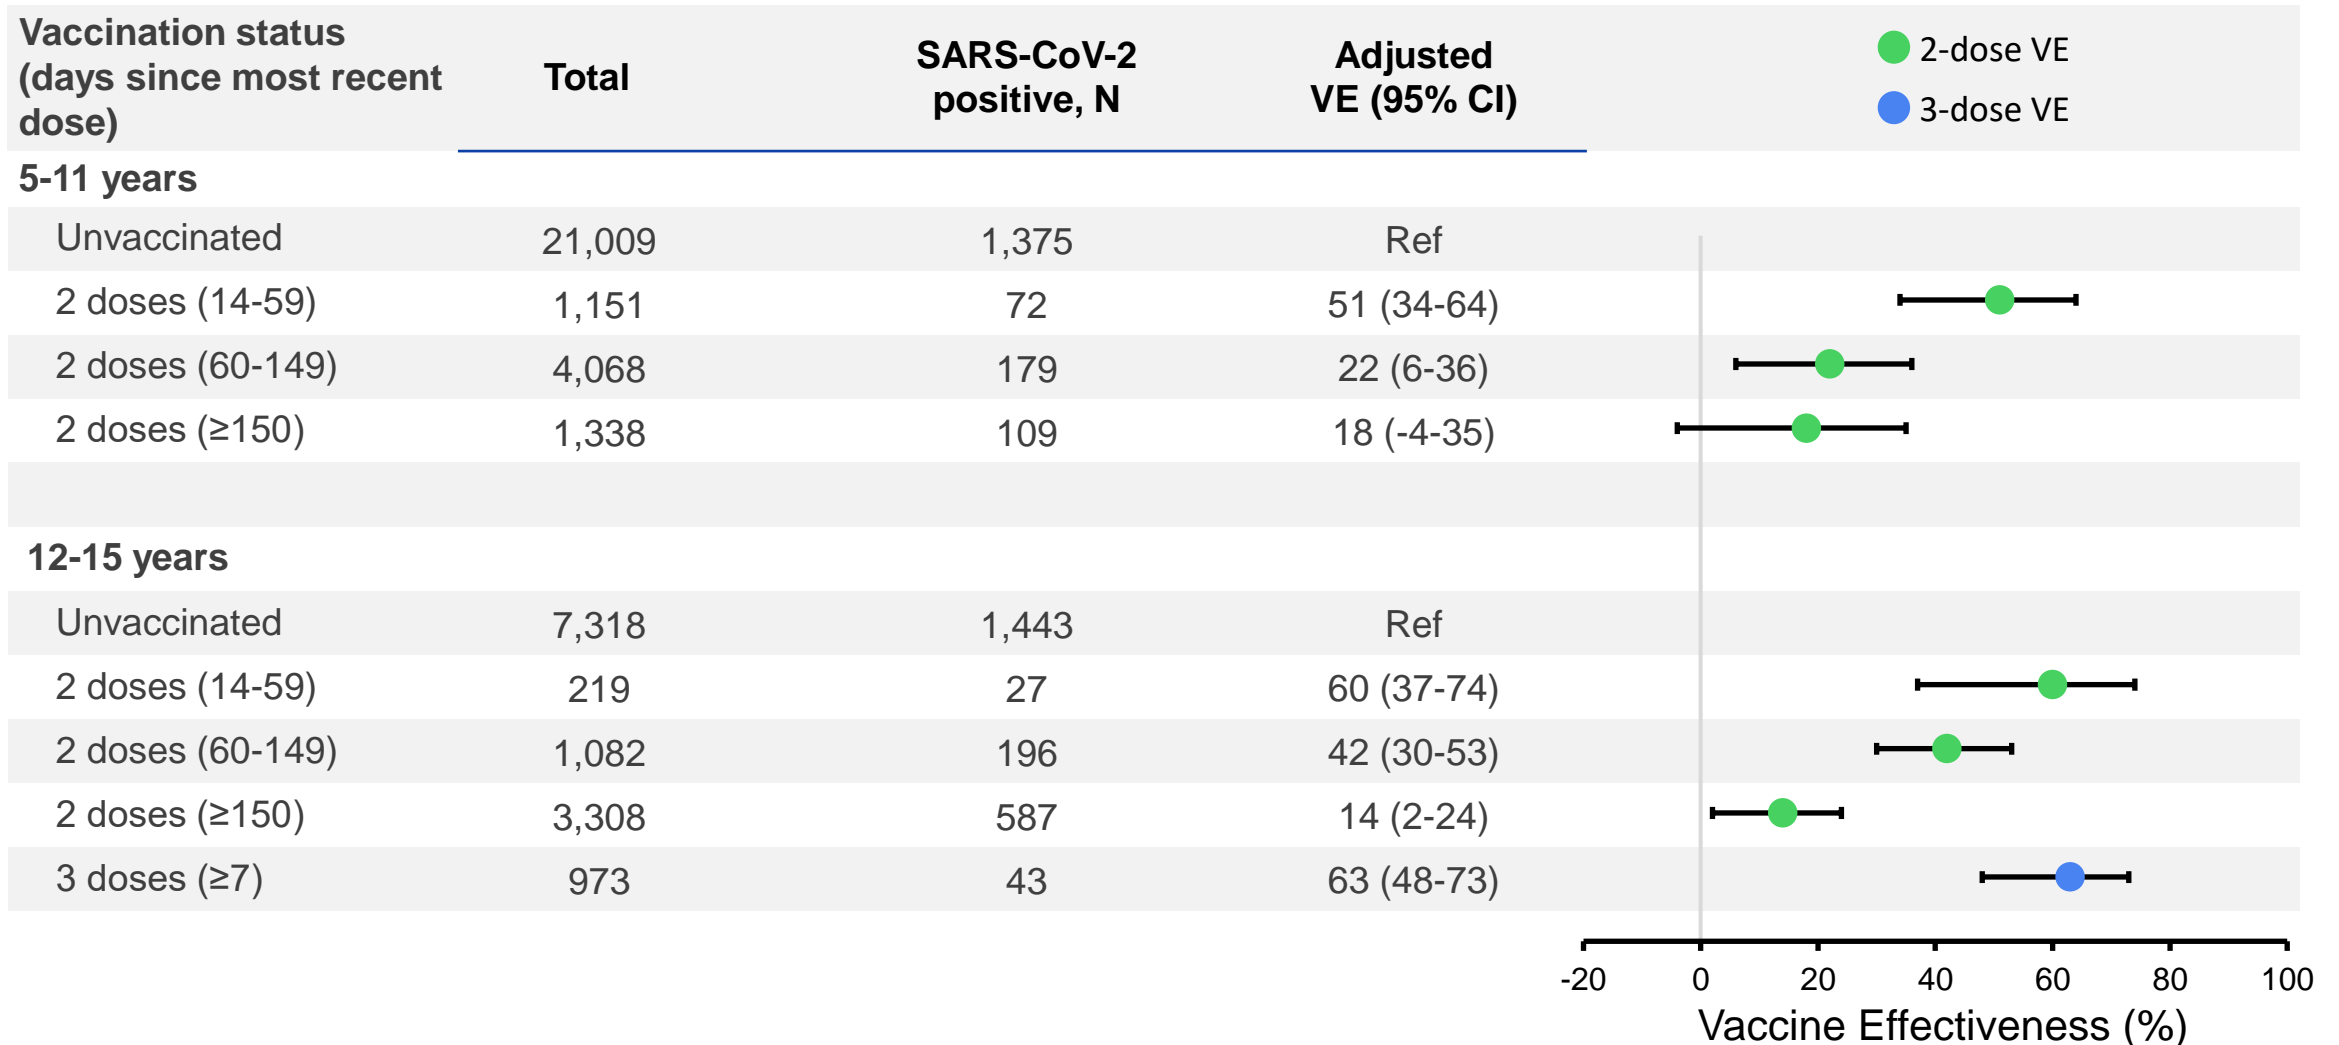 Vaccination status
(days since most recent
dose)
Total
SARS-CoV-2
positive, N
Adjusted
VE (95% CI)
2-dose VE
3-dose VE
5-11 years
Unvaccinated 21,009 1,375 Ref
2 doses (14-59) 1,151 72 51 (34-64)
2 doses (60-149) 4,068 179 22 (6-36)
2 doses (≥150) 1,338 109 18 (-4-35)
12-15 years
Unvaccinated 7,318 1,443 Ref
2 doses (14-59) 219 27 60 (37-74)
2 doses (60-149) 1,082 196 42 (30-53)
2 doses (≥150) 3,308 587 14 (2-24)
3 doses (≥7) 973 43 63 (48-73)
-20 0 20 40 60 80 100
Vaccine Effectiveness (%)